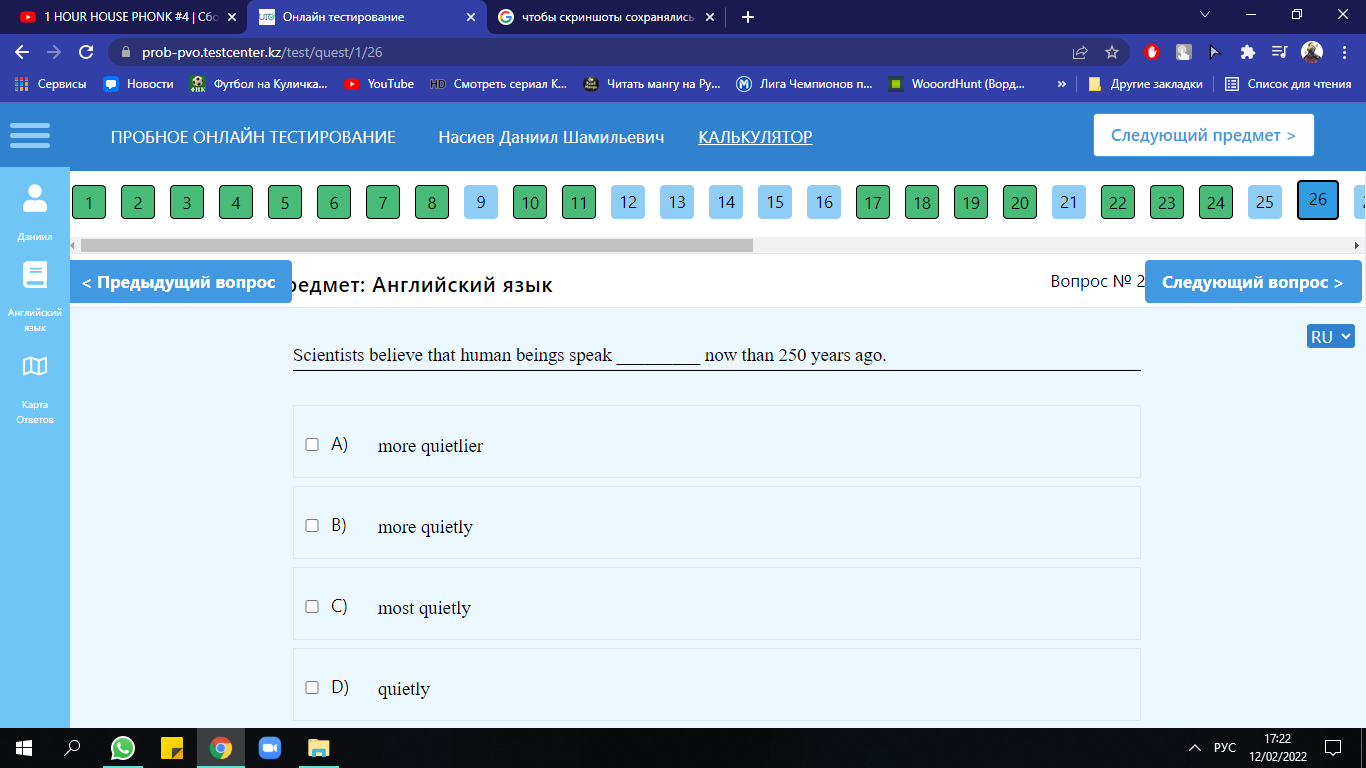 1 HOUR HOUSE PHONK #4 | Сбо
Онлайн тестирование
чтобы скриншоты сохранялись
prob-pvo.testcenter.kz/test/quest/1/26
Сервисы Новости Футбол на Куличка... YouTube HD Смотреть сериал К... Читать мангу на Ру... Лига Чемпионов п... WooordHunt (Ворд... » Другие закладки Список для чтения
ПРОБНОЕ ОНЛАЙН ТЕСТИРОВАНИЕ Насиев Даниил Шамильевич КАЛЬКУЛЯТОР Следующий предмет >
1 2 3 4 5 6 7 8 9 10 11 12 13 14 15 16 17 18 19 20 21 22 23 24 25 26
Даниил
Английский
язык
Карта
Ответов
< Предыдущий вопрос
редмет: Английский язык
Вопрос № 2
Следующий вопрос >
RU
Scientists believe that human beings speak _________ now than 250 years ago.
A) more quietlier
B) more quietly
C) most quietly
D) quietly
РУС
17:22
12/02/2022